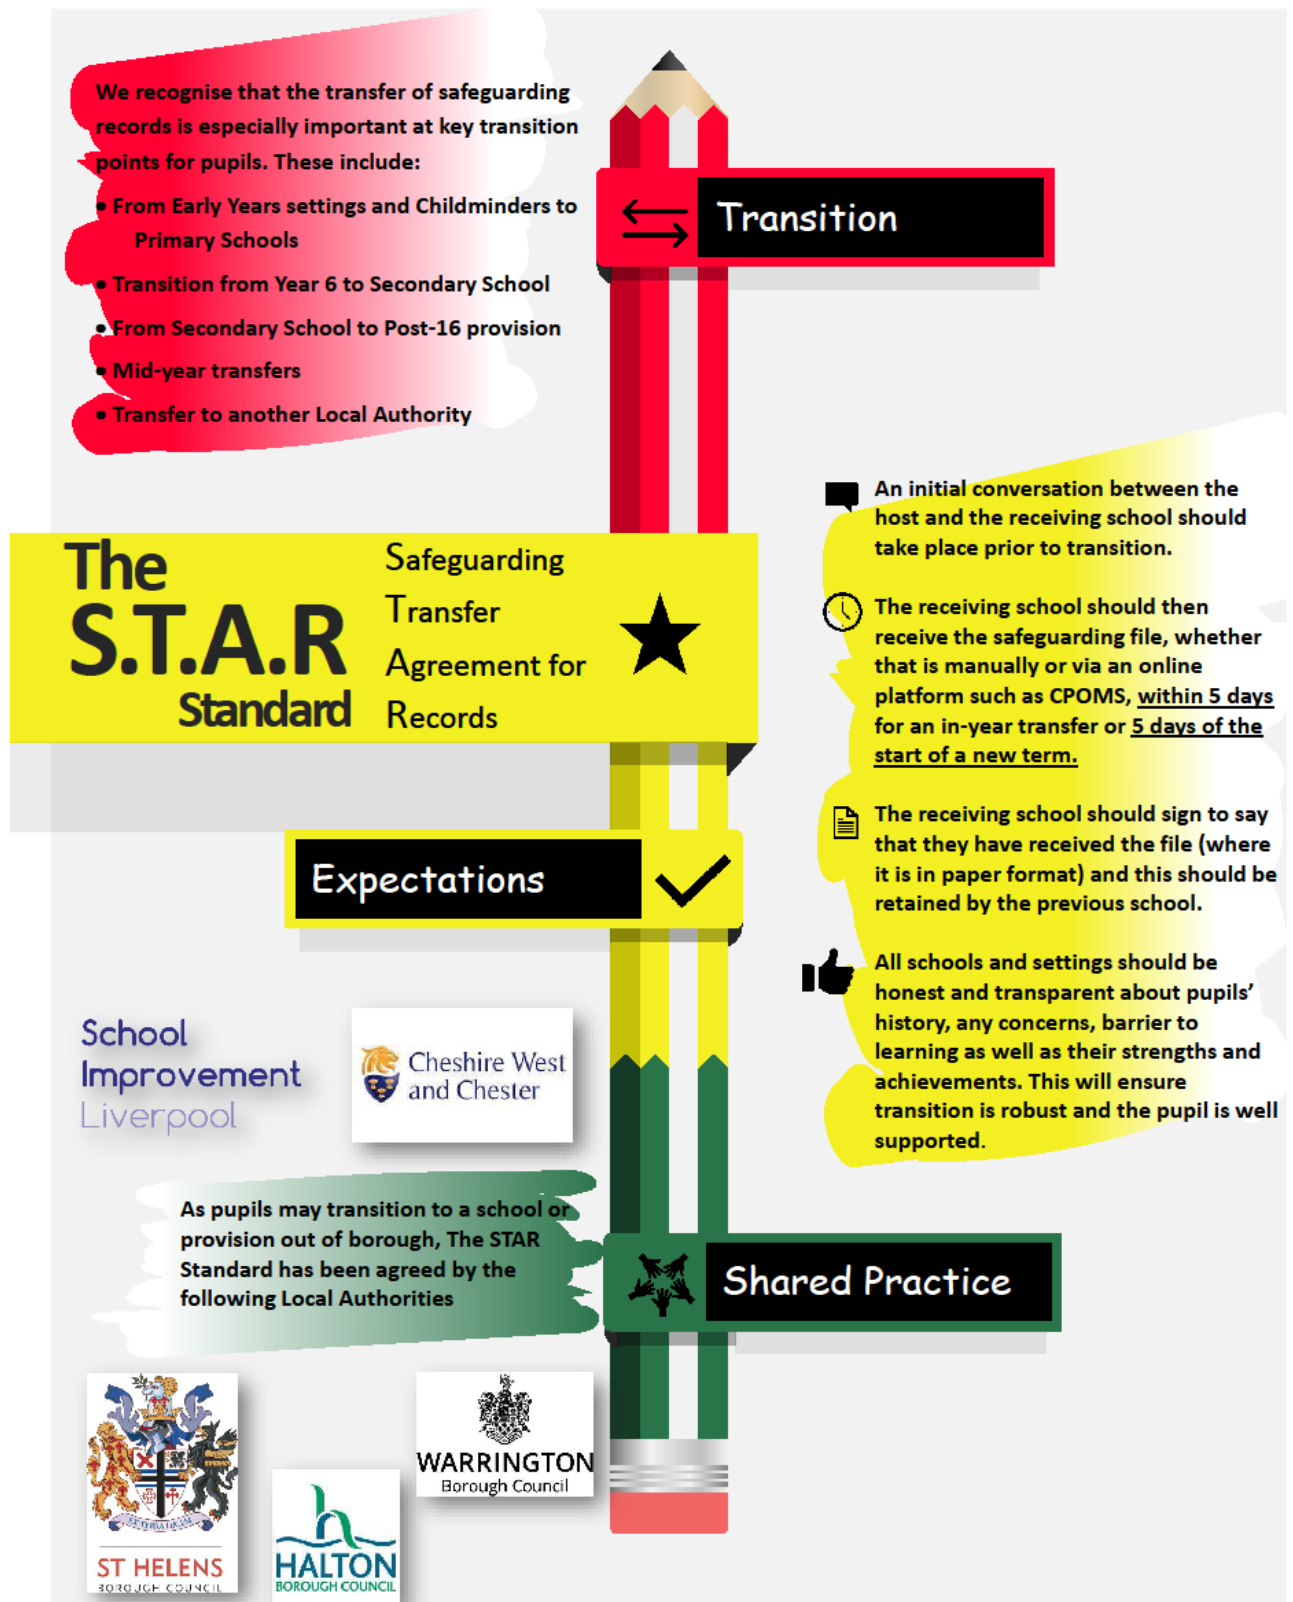 We recognise that the transfer of safeguarding
records is especially important at key transition
points for pupils. These include:
• From Early Years settings and Childminders to
Primary Schools
• Transition from Year 6 to Secondary School
• From Secondary School to Post-16 provision
• Mid-year transfers
• Transfer to another Local Authority
Transition
The
S.T.A.R
Standard
Safeguarding
Transfer
Agreement for
Records
An initial conversation between the
host and the receiving school should
take place prior to transition.
The receiving school should then
receive the safeguarding file, whether
that is manually or via an online
platform such as CPOMS, within 5 days
for an in-year transfer or 5 days of the
start of a new term.
The receiving school should sign to say
that they have received the file (where
it is in paper format) and this should be
retained by the previous school.
All schools and settings should be
honest and transparent about pupils'
history, any concerns, barrier to
learning as well as their strengths and
achievements. This will ensure
transition is robust and the pupil is well
supported.
Expectations
School
Improvement
Liverpool
Cheshire West
and Chester
As pupils may transition to a school or
provision out of borough, The STAR
Standard has been agreed by the
following Local Authorities
Shared Practice
ST HELENS
BOROUGH COUNCIL
HALTON
BOROUGH COUNCIL
WARRINGTON
Borough Council